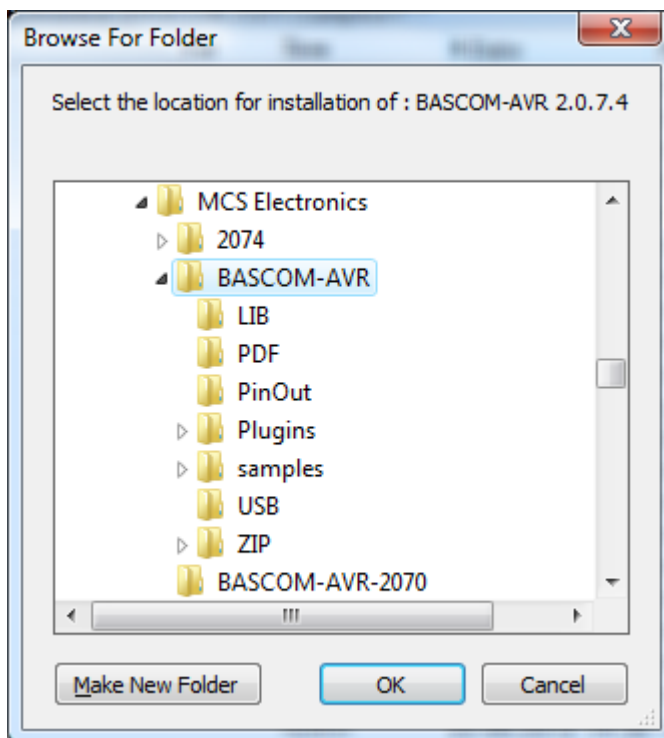 Browse For Folder
Select the location for installation of : BASCOM-AVR 2.0.7.4
MCS Electronics
2074
BASCOM-AVR
LIB
PDF
PinOut
Plugins
samples
USB
ZIP
BASCOM-AVR-2070
Make New Folder
OK
Cancel